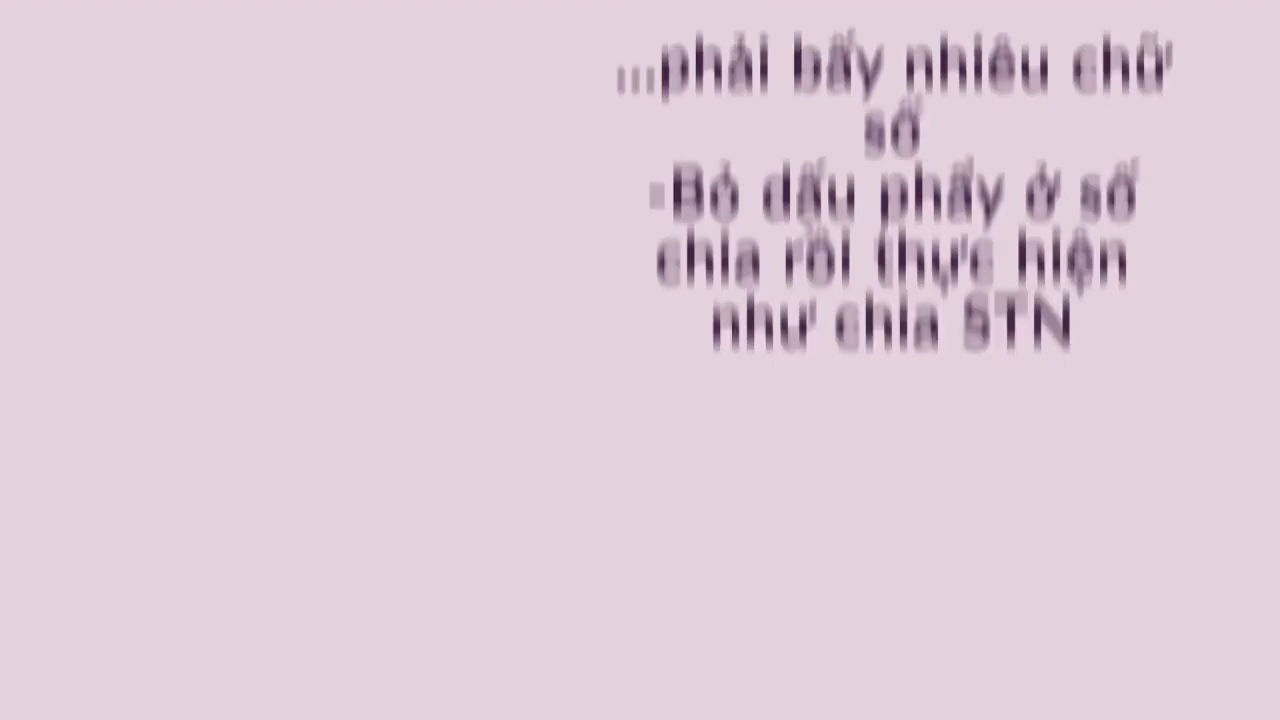 ...phải bấy nhiêu chữ
số
-Bỏ dấu phẩy ở số
chia rồi thực hiện
như chia STN